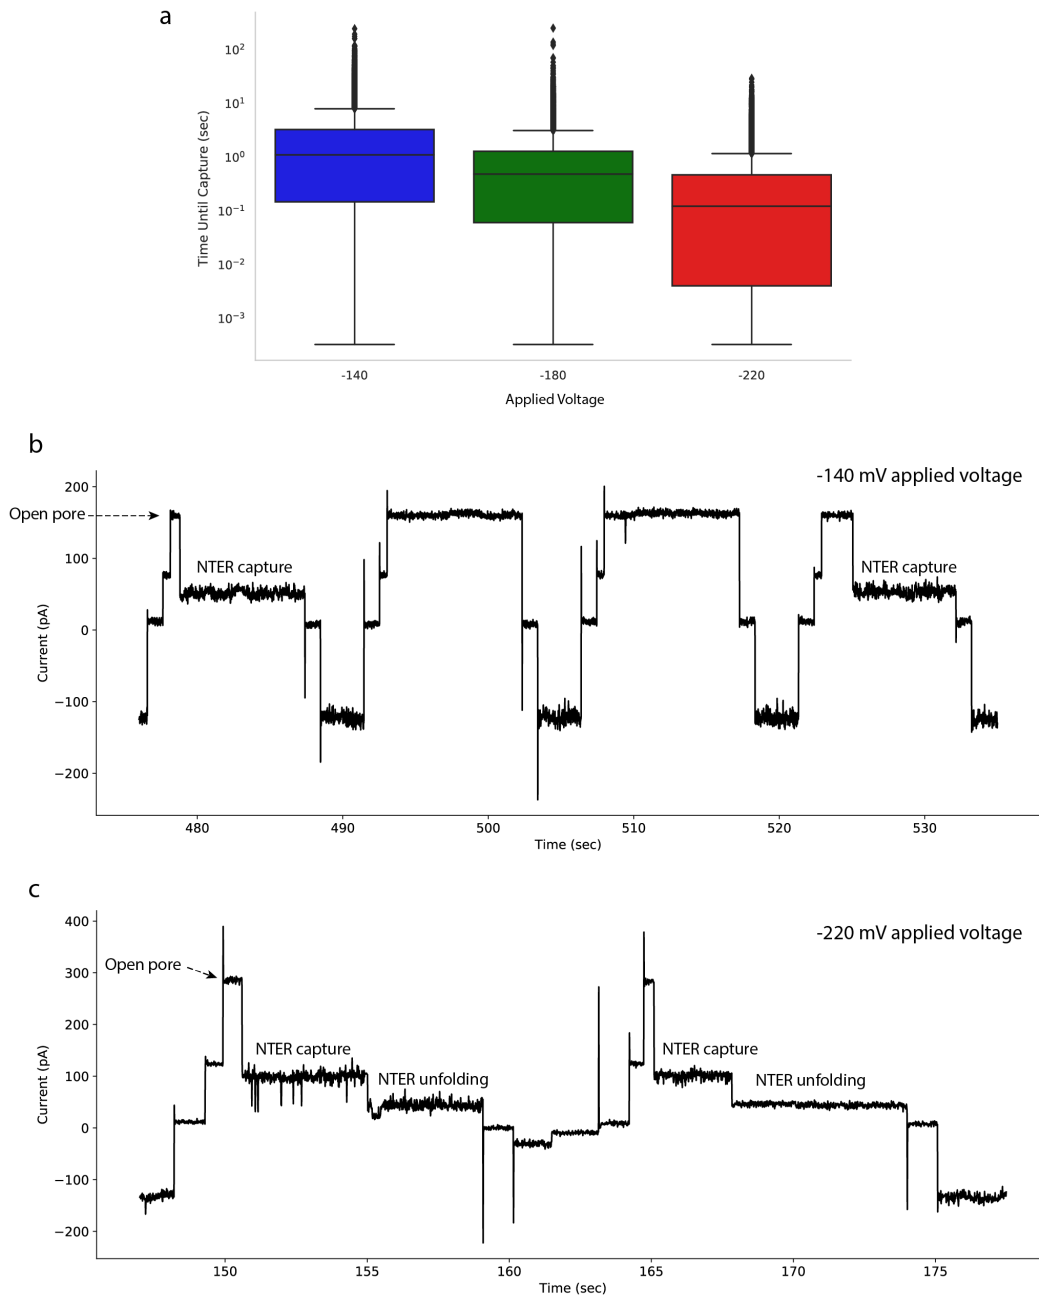 a
Time Until Capture (sec)
10²
10¹
10⁰
10⁻¹
10⁻²
10⁻³
-140
-180
-220
Applied Voltage
b
-140 mV applied voltage
Open pore
NTER capture
NTER capture
Current (pA)
200
100
0
−100
−200
480
490
500
510
520
530
Time (sec)
c
-220 mV applied voltage
Open pore
NTER capture
NTER unfolding
NTER capture
NTER unfolding
Current (pA)
400
300
200
100
0
−100
−200
150
155
160
165
170
175
Time (sec)